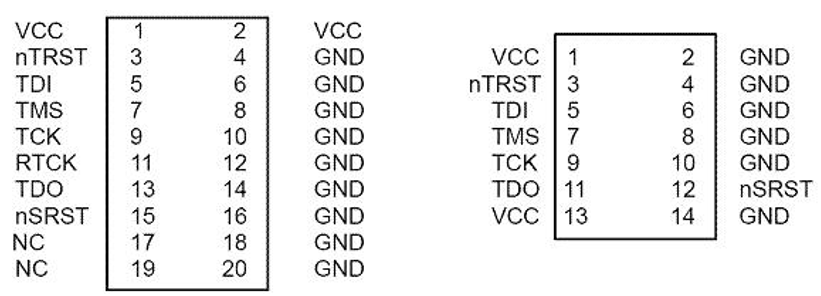 VCC 1 2 VCC
nTRST 3 4 GND
TDI 5 6 GND
TMS 7 8 GND
TCK 9 10 GND
RTCK 11 12 GND
TDO 13 14 GND
nSRST 15 16 GND
NC 17 18 GND
NC 19 20 GND
VCC 1 2 GND
nTRST 3 4 GND
TDI 5 6 GND
TMS 7 8 GND
TCK 9 10 GND
TDO 11 12 nSRST
VCC 13 14 GND